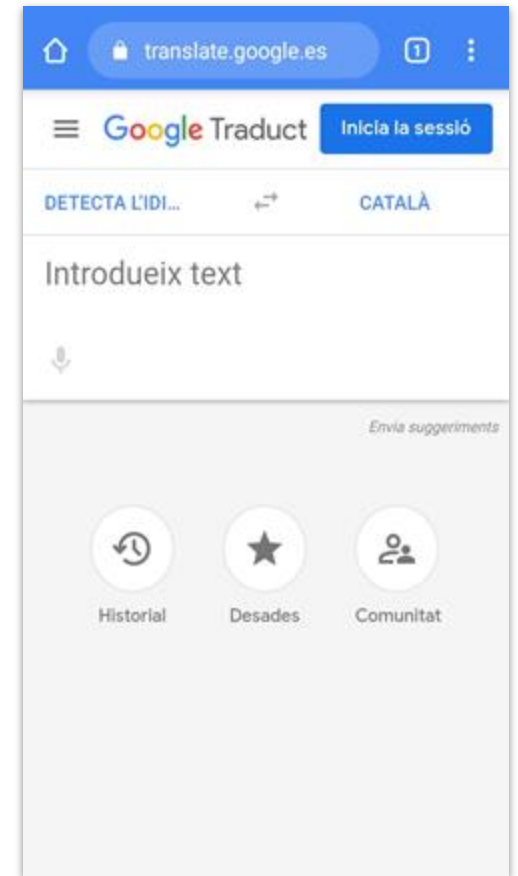 translate.google.es 1
Google Traduct Inicia la sessió
DETECTA L'IDI... CATALÀ
Introdueix text
Envia suggeriments
Historial Desades Comunitat